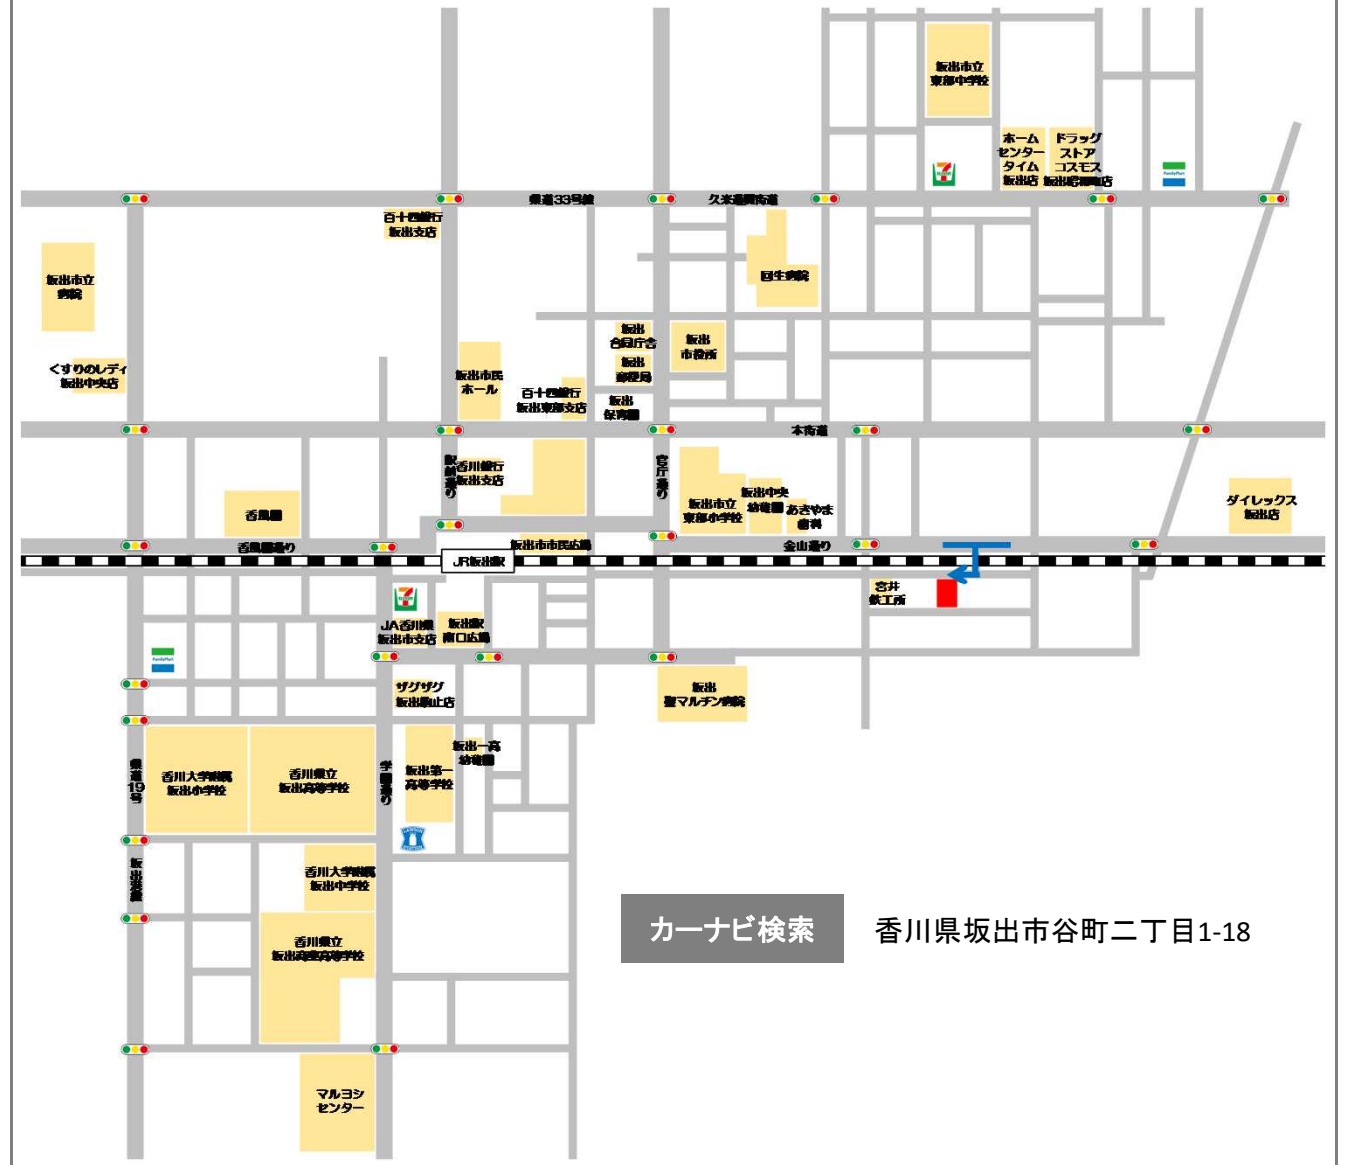 坂出市立
東部中学校
ホーム
センター
タイム
坂出店
ドラッグ
ストア
コスモス
県道33号線
久米通賢街道
百十四銀行
坂出支店
坂出市立
病院
回生病院
坂出
合同庁舎
坂出
市役所
坂出
郵便局
くすりのレディ
坂出中央店
坂出市民
ホール
百十四銀行
坂出東部支店
坂出
保育園
本街道
駅前通り
香川銀行
坂出支店
官庁通り
坂出市立
東部小学校
坂出中央
幼稚園
あきやま
歯科
ダイレックス
坂出店
香風園
香風園通り
坂出市市民広場
金山通り
JR坂出駅
宮井
鉄工所
JA香川県
坂出市支店
坂出駅
南口広場
ザグザグ
坂出
聖マルチン病院
県道19号
香川大学附属
坂出小学校
香川県立
坂出高等学校
学園通り
坂出第一
高等学校
坂出一高
幼稚園
坂出港線
香川大学附属
坂出中学校
香川県立
坂出商業高等学校
カーナビ検索
香川県坂出市谷町二丁目1-18
マルヨシ
センター